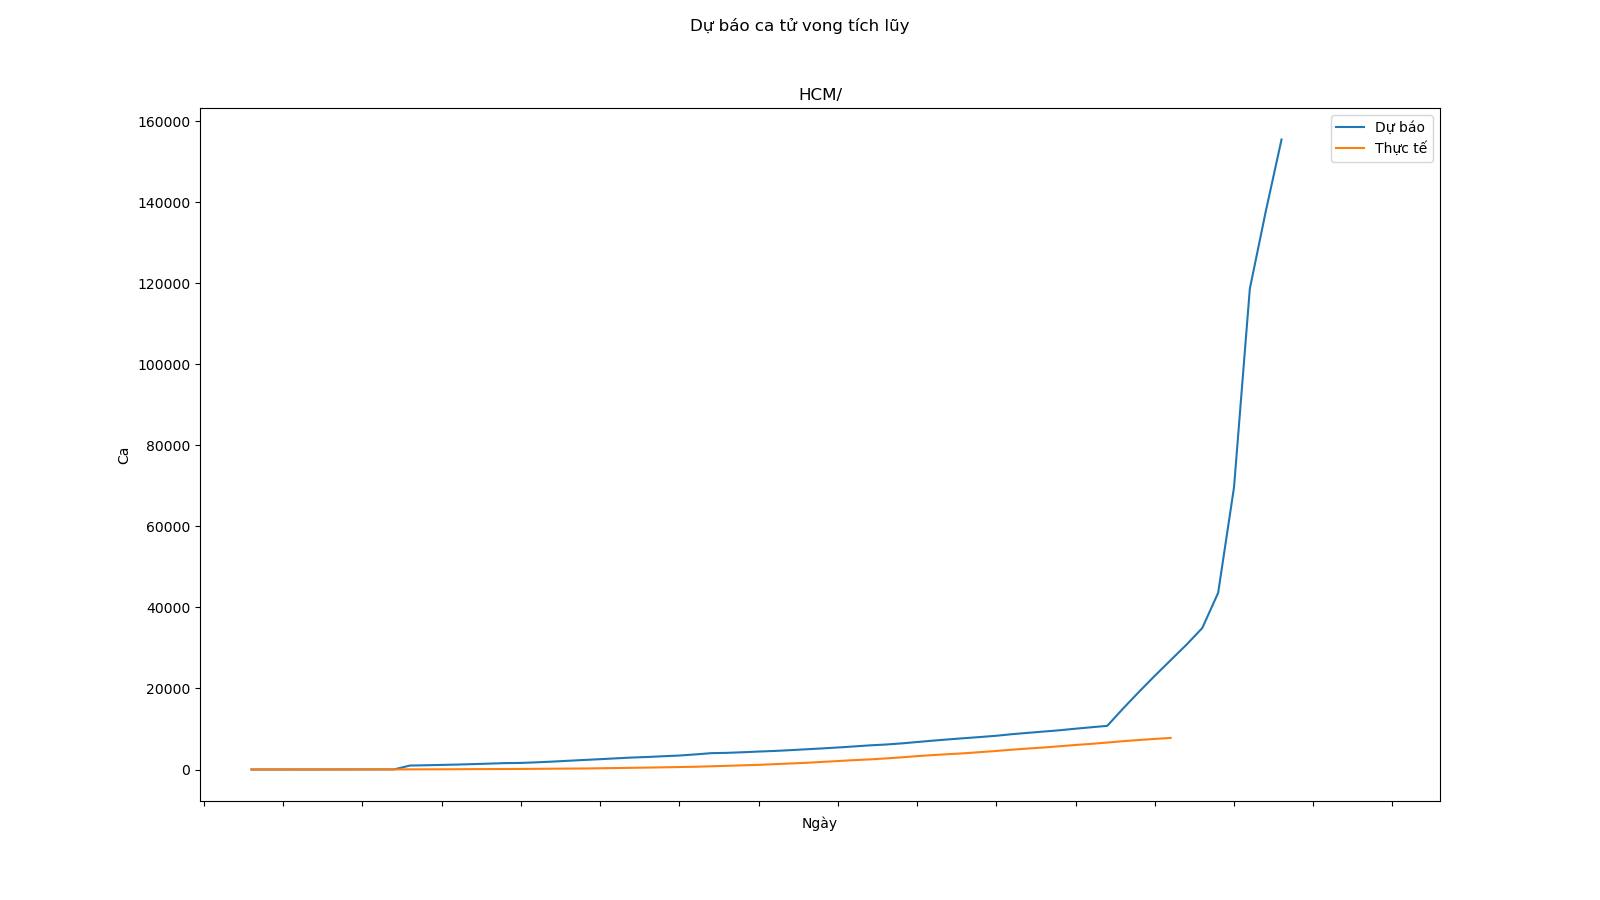 Dự báo ca tử vong tích lũy
HCM/
160000
140000
120000
100000
80000
60000
40000
20000
0
Ca
Dự báo
Thực tế
Ngày